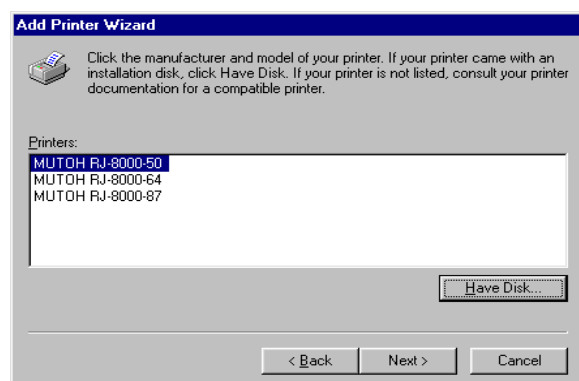 Add Printer Wizard
Click the manufacturer and model of your printer. If your printer came with an
installation disk, click Have Disk. If your printer is not listed, consult your printer
documentation for a compatible printer.
Printers:
MUTOH RJ-8000-50
MUTOH RJ-8000-64
MUTOH RJ-8000-87
Have Disk...
< Back
Next >
Cancel